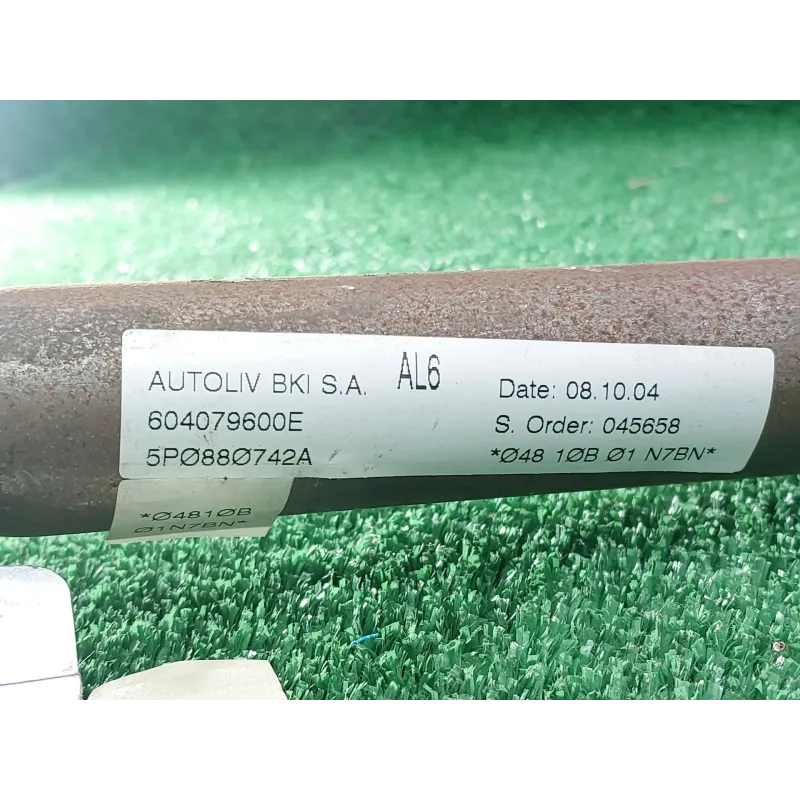 AUTOLIV BKI S.A. AL6
604079600E
5PØ88Ø742A
Date: 08.10.04
S. Order: 045658
*Ø48 1ØB Ø1 N7BN*
*Ø481ØB
Ø1N7BN*